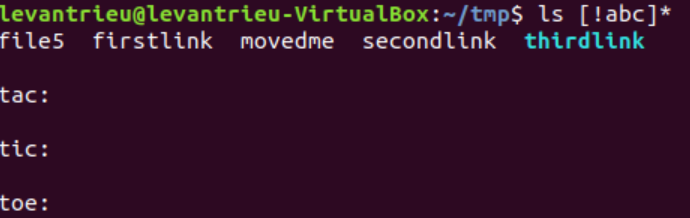 levantrieu@levantrieu-VirtualBox:~/tmp$ ls [!abc]*
file5  firstlink  movedme  secondlink  thirdlink
tac:
tic:
toe: